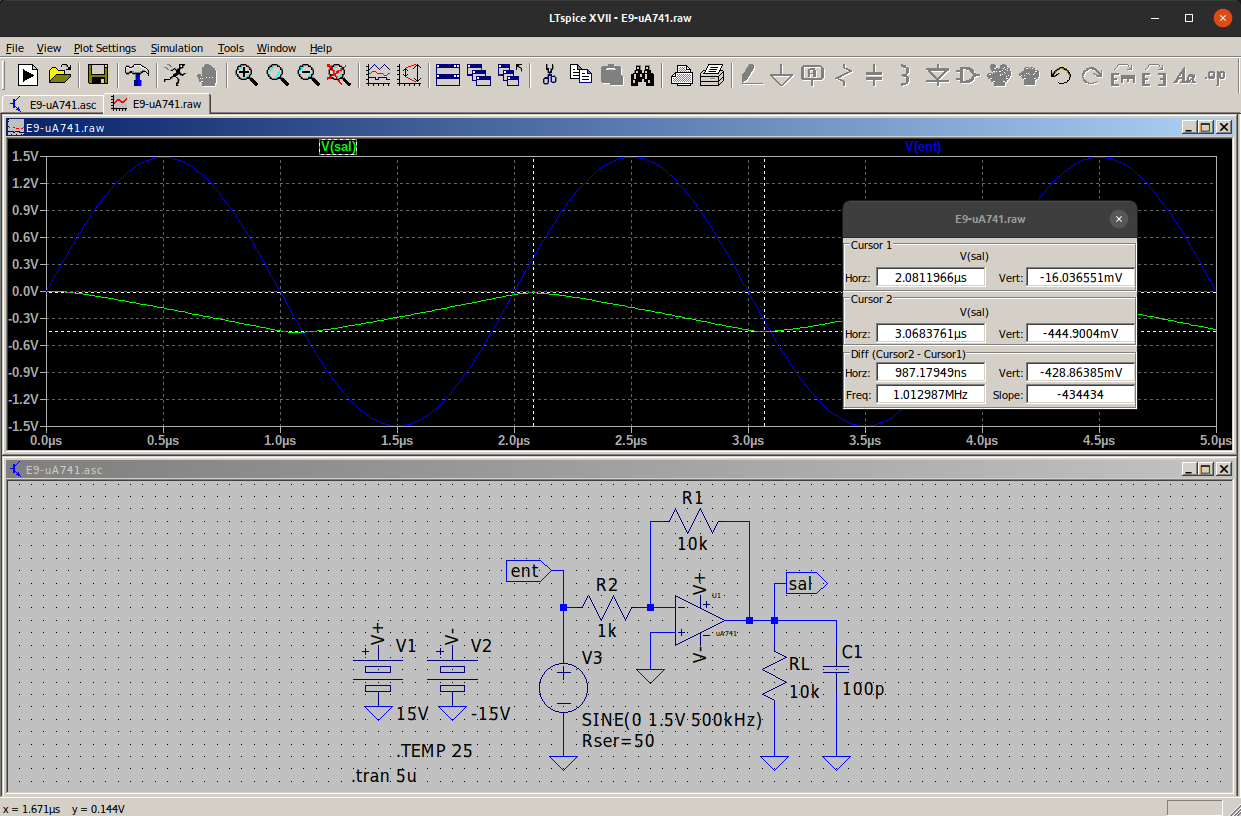 LTspice XVII - E9-uA741.raw
File View Plot Settings Simulation Tools Window Help
.op
E9-uA741.asc E9-uA741.raw
E9-uA741.raw
V(sal) V(ent)
1.5V
1.2V
0.9V
0.6V
0.3V
0.0V
-0.3V
-0.6V
-0.9V
-1.2V
-1.5V
0.0µs 0.5µs 1.0µs 1.5µs 2.0µs 2.5µs 3.0µs 3.5µs 4.0µs 4.5µs 5.0µs
E9-uA741.raw
Cursor 1
V(sal)
Horz: 2.0811966µs Vert: -16.036551mV
Cursor 2
V(sal)
Horz: 3.0683761µs Vert: -444.9004mV
Diff (Cursor2 - Cursor1)
Horz: 987.17949ns Vert: -428.86385mV
Freq: 1.012987MHz Slope: -434434
E9-uA741.asc
R1
10k
ent
R2
1k
V+
U1
uA741
V-
sal
V+
V1
15V
V-
V2
-15V
V3
SINE(0 1.5V 500kHz)
Rser=50
RL
10k
C1
100p
.TEMP 25
.tran 5u
x = 1.671µs y = 0.144V